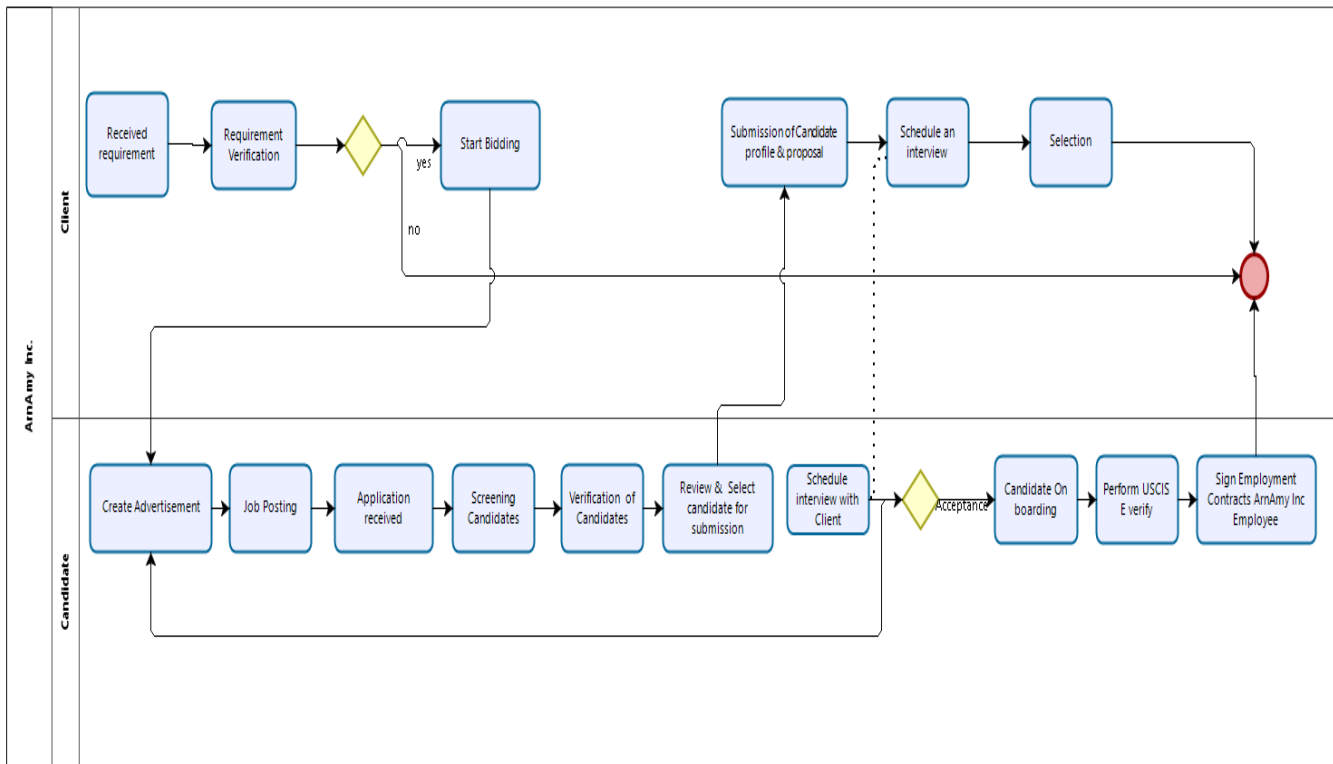 ArnAmy Inc.
Client
Received
requirement
Requirement
Verification
yes
no
Start Bidding
Submission of Candidate
profile & proposal
Schedule an
interview
Selection
Candidate
Create Advertisement
Job Posting
Application
received
Screening
Candidates
Verification of
Candidates
Review & Select
candidate for
submission
Schedule
interview with
Client
Acceptance
Candidate On
boarding
Perform USCIS
E verify
Sign Employment
Contracts ArnAmy Inc
Employee